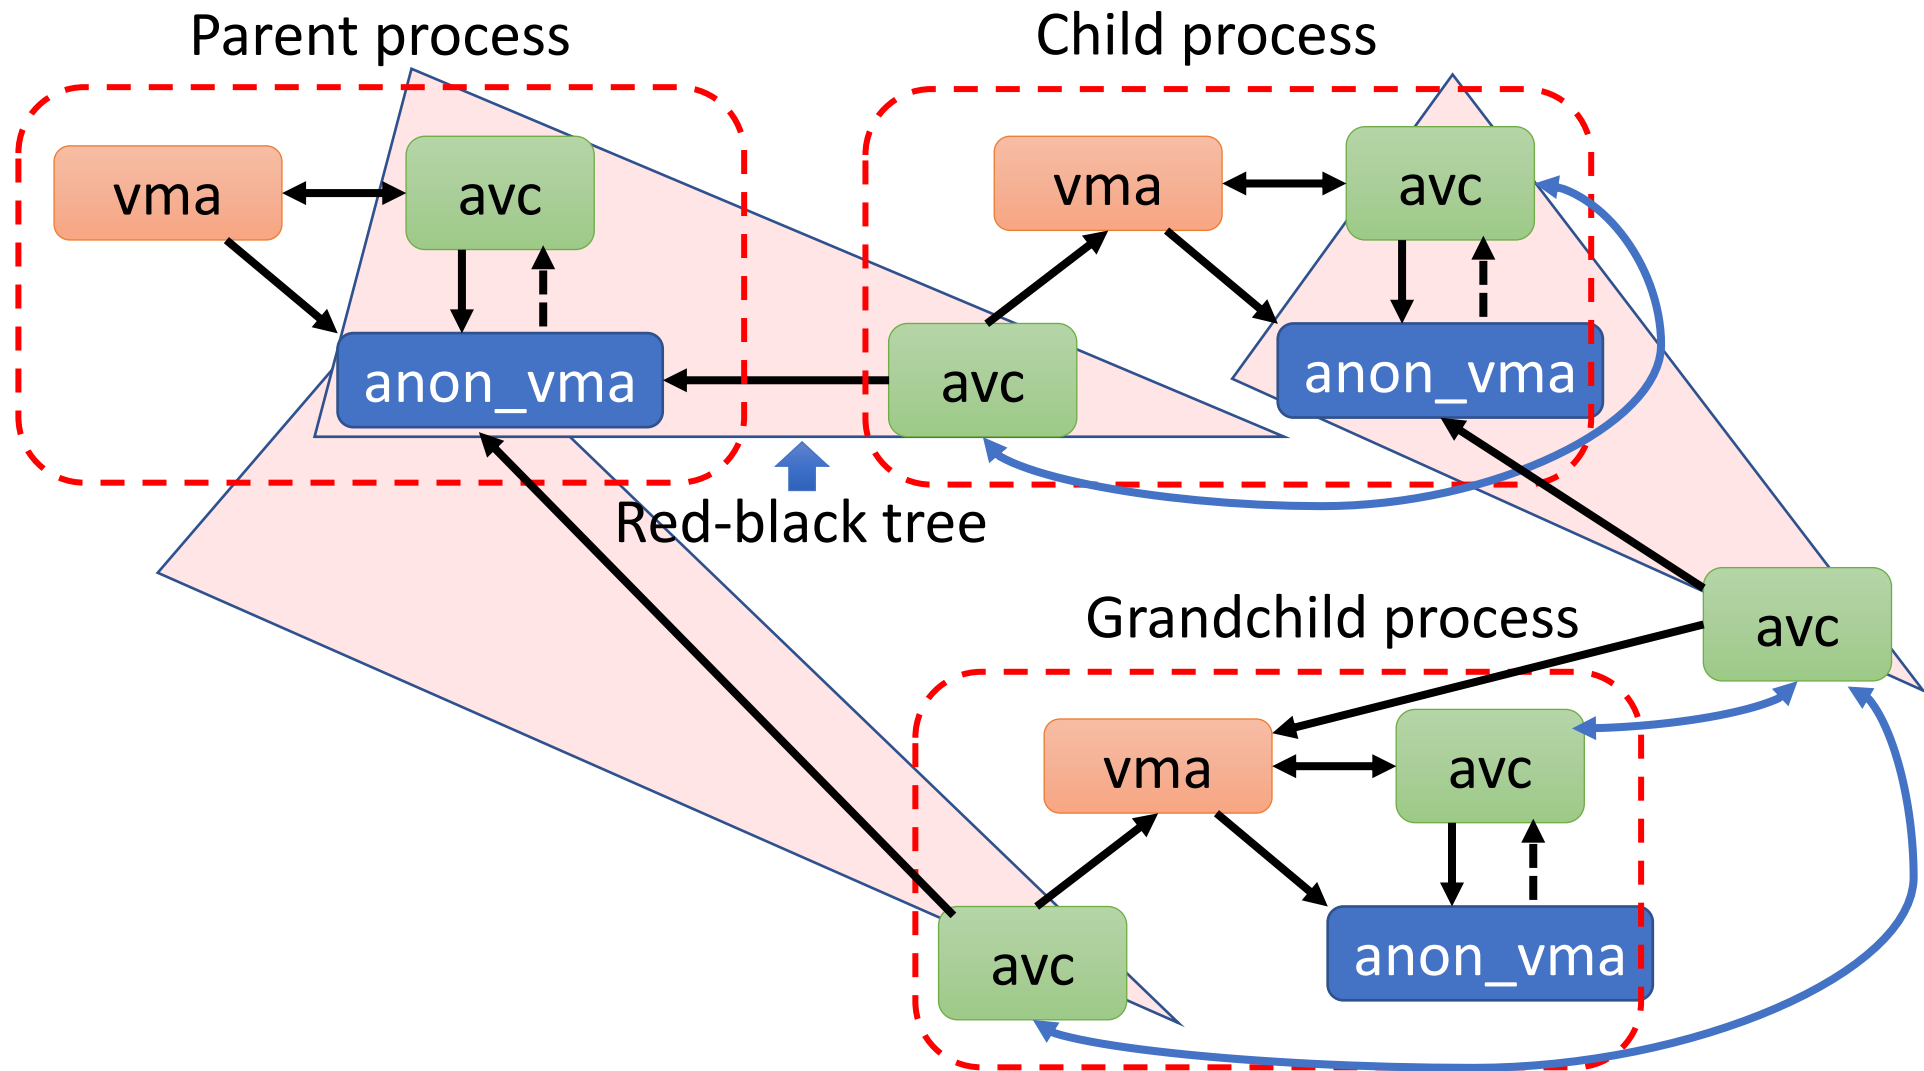 Parent process
Child process
vma
avc
vma
avc
anon_vma
avc
anon_vma
Red-black tree
Grandchild process
avc
vma
avc
avc
anon_vma